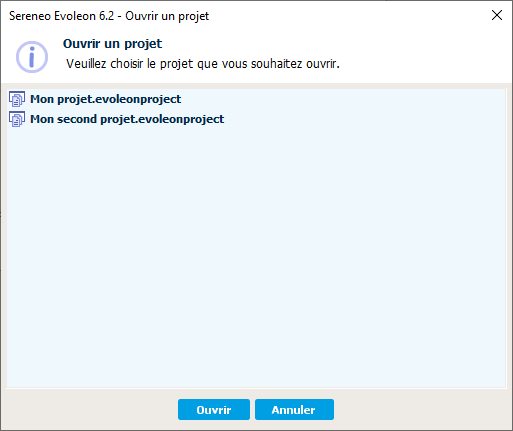 Sereneo Evoleon 6.2 - Ouvrir un projet
Ouvrir un projet
Veuillez choisir le projet que vous souhaitez ouvrir.
Mon projet.evoleonproject
Mon second projet.evoleonproject
Ouvrir
Annuler